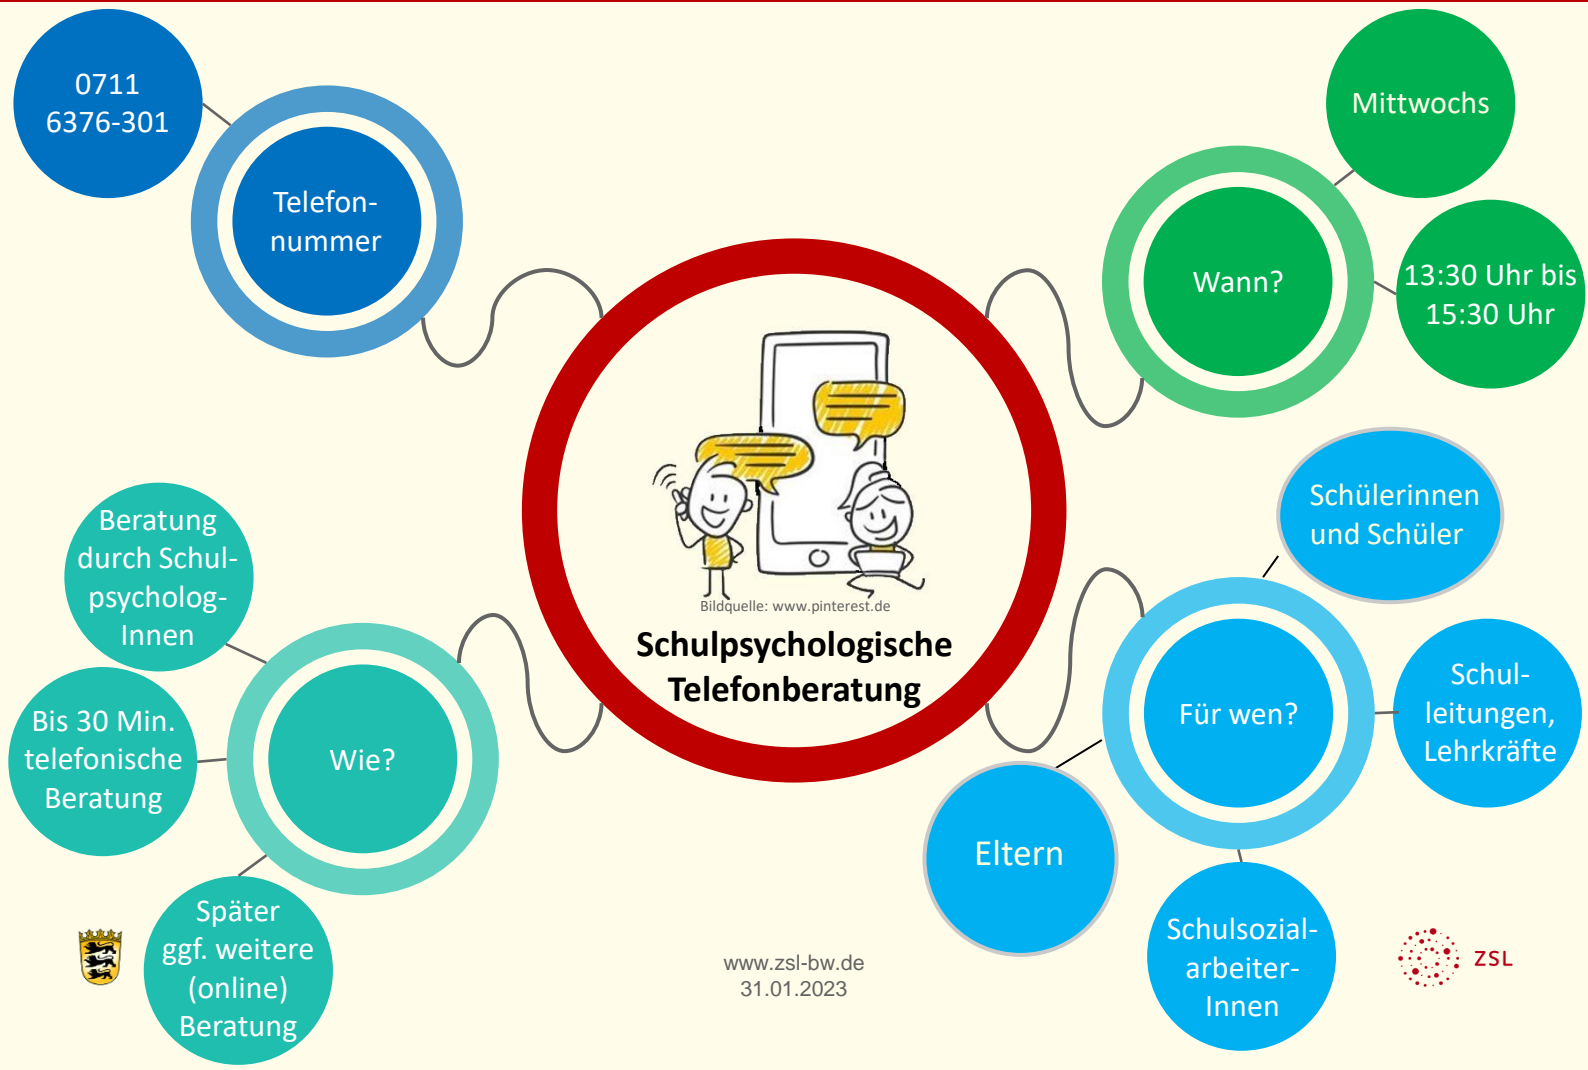 0711
6376-301
Telefon-
nummer
Mittwochs
Wann?
13:30 Uhr bis
15:30 Uhr
Bildquelle: www.pinterest.de
Schulpsychologische
Telefonberatung
Beratung
durch Schul-
psycholog-
Innen
Bis 30 Min.
telefonische
Beratung
Wie?
Später
ggf. weitere
(online)
Beratung
Schülerinnen
und Schüler
Für wen?
Schul-
leitungen,
Lehrkräfte
Eltern
Schulsozial-
arbeiter-
Innen
www.zsl-bw.de
31.01.2023
ZSL